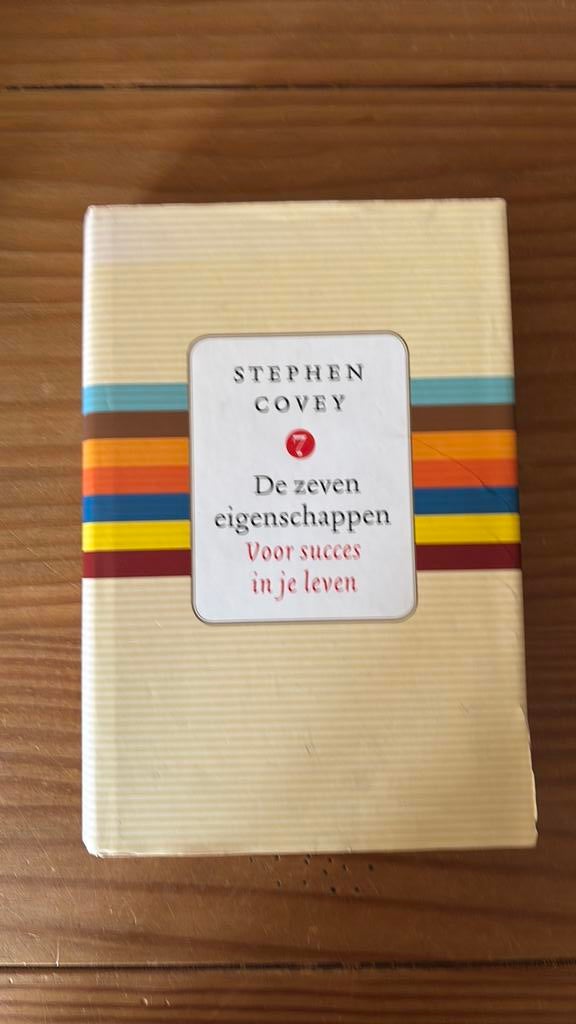 STEPHEN
COVEY
7
De zeven
eigenschappen
Voor succes
in je leven